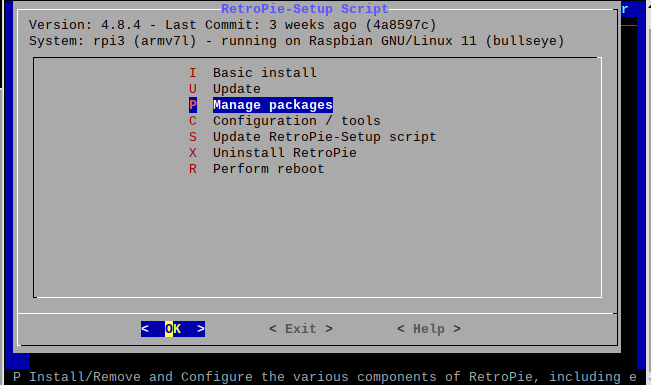 r
RetroPie-Setup Script
Version: 4.8.4 - Last Commit: 3 weeks ago (4a8597c)
System: rpi3 (armv7l) - running on Raspbian GNU/Linux 11 (bullseye)
I Basic install
U Update
P Manage packages
C Configuration / tools
S Update RetroPie-Setup script
X Uninstall RetroPie
R Perform reboot
< OK > < Exit > < Help >
P Install/Remove and Configure the various components of RetroPie, including e